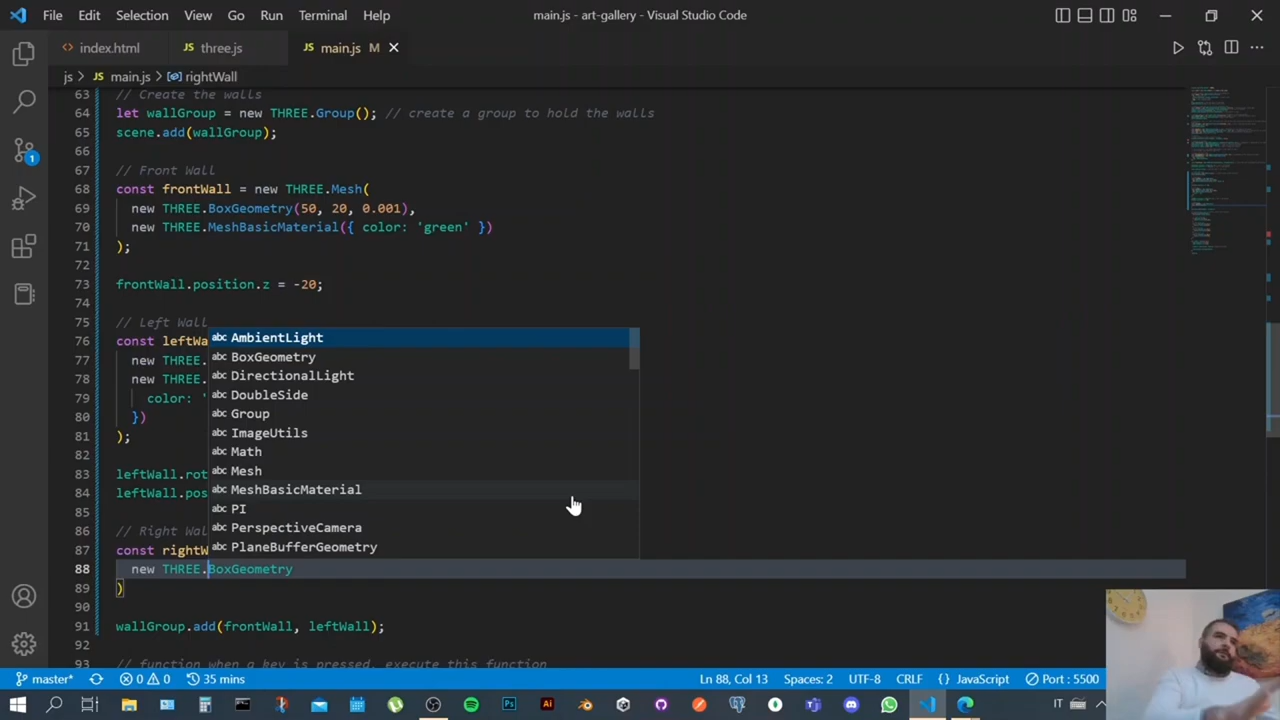 File Edit Selection View Go Run Terminal Help
main.js - art-gallery - Visual Studio Code
index.html
JS three.js
JS main.js M
js > JS main.js > rightWall
63 // Create the walls
64 let wallGroup = new THREE.Group(); // create a group to hold the walls
65 scene.add(wallGroup);
66
67 // Front Wall
68 const frontWall = new THREE.Mesh(
69 new THREE.BoxGeometry(50, 20, 0.001),
70 new THREE.MeshBasicMaterial({ color: 'green' })
71 );
72
73 frontWall.position.z = -20;
74
75 // Left Wall
76 const leftWa
77 new THREE.
78 new THREE.
79 color: '
80 })
81 );
82
83 leftWall.rot
84 leftWall.pos
85
86 // Right Wal
87 const rightW
88 new THREE.BoxGeometry
89 )
90
91 wallGroup.add(frontWall, leftWall);
92
93 // function when a key is pressed, execute this function
abc AmbientLight
abc BoxGeometry
abc DirectionalLight
abc DoubleSide
abc Group
abc ImageUtils
abc Math
abc Mesh
abc MeshBasicMaterial
abc PI
abc PerspectiveCamera
abc PlaneBufferGeometry
1
master* 0 0 35 mins
Ln 88, Col 13 Spaces: 2 UTF-8 CRLF {} JavaScript Port : 5500
Ps Ai IT